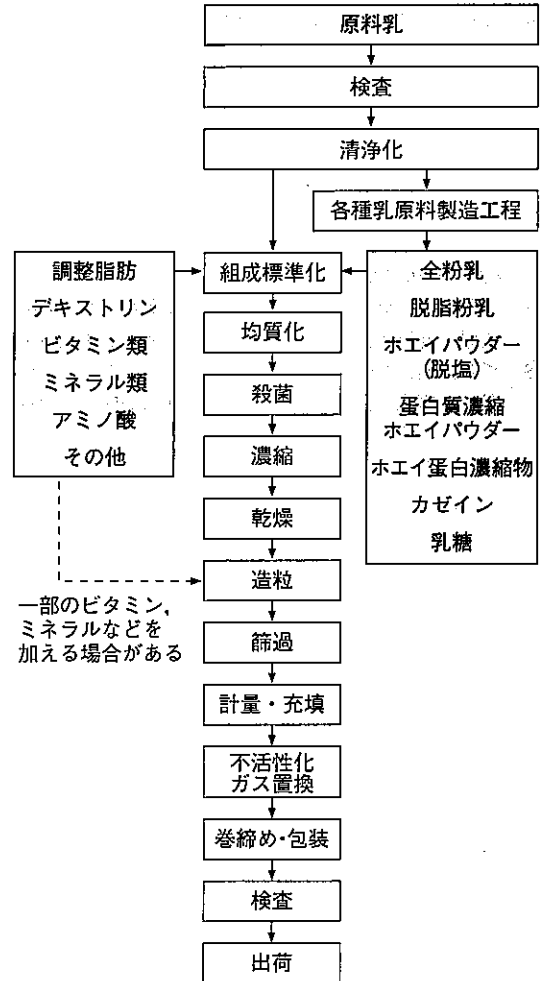 原料乳
検査
清浄化
各種乳原料製造工程
調整脂肪
デキストリン
ビタミン類
ミネラル類
アミノ酸
その他
組成標準化
全粉乳
脱脂粉乳
ホエイパウダー
(脱塩)
蛋白質濃縮
ホエイパウダー
ホエイ蛋白濃縮物
カゼイン
乳糖
均質化
殺菌
濃縮
乾燥
造粒
一部のビタミン,
ミネラルなどを
加える場合がある
篩過
計量・充填
不活性化
ガス置換
巻締め・包装
検査
出荷